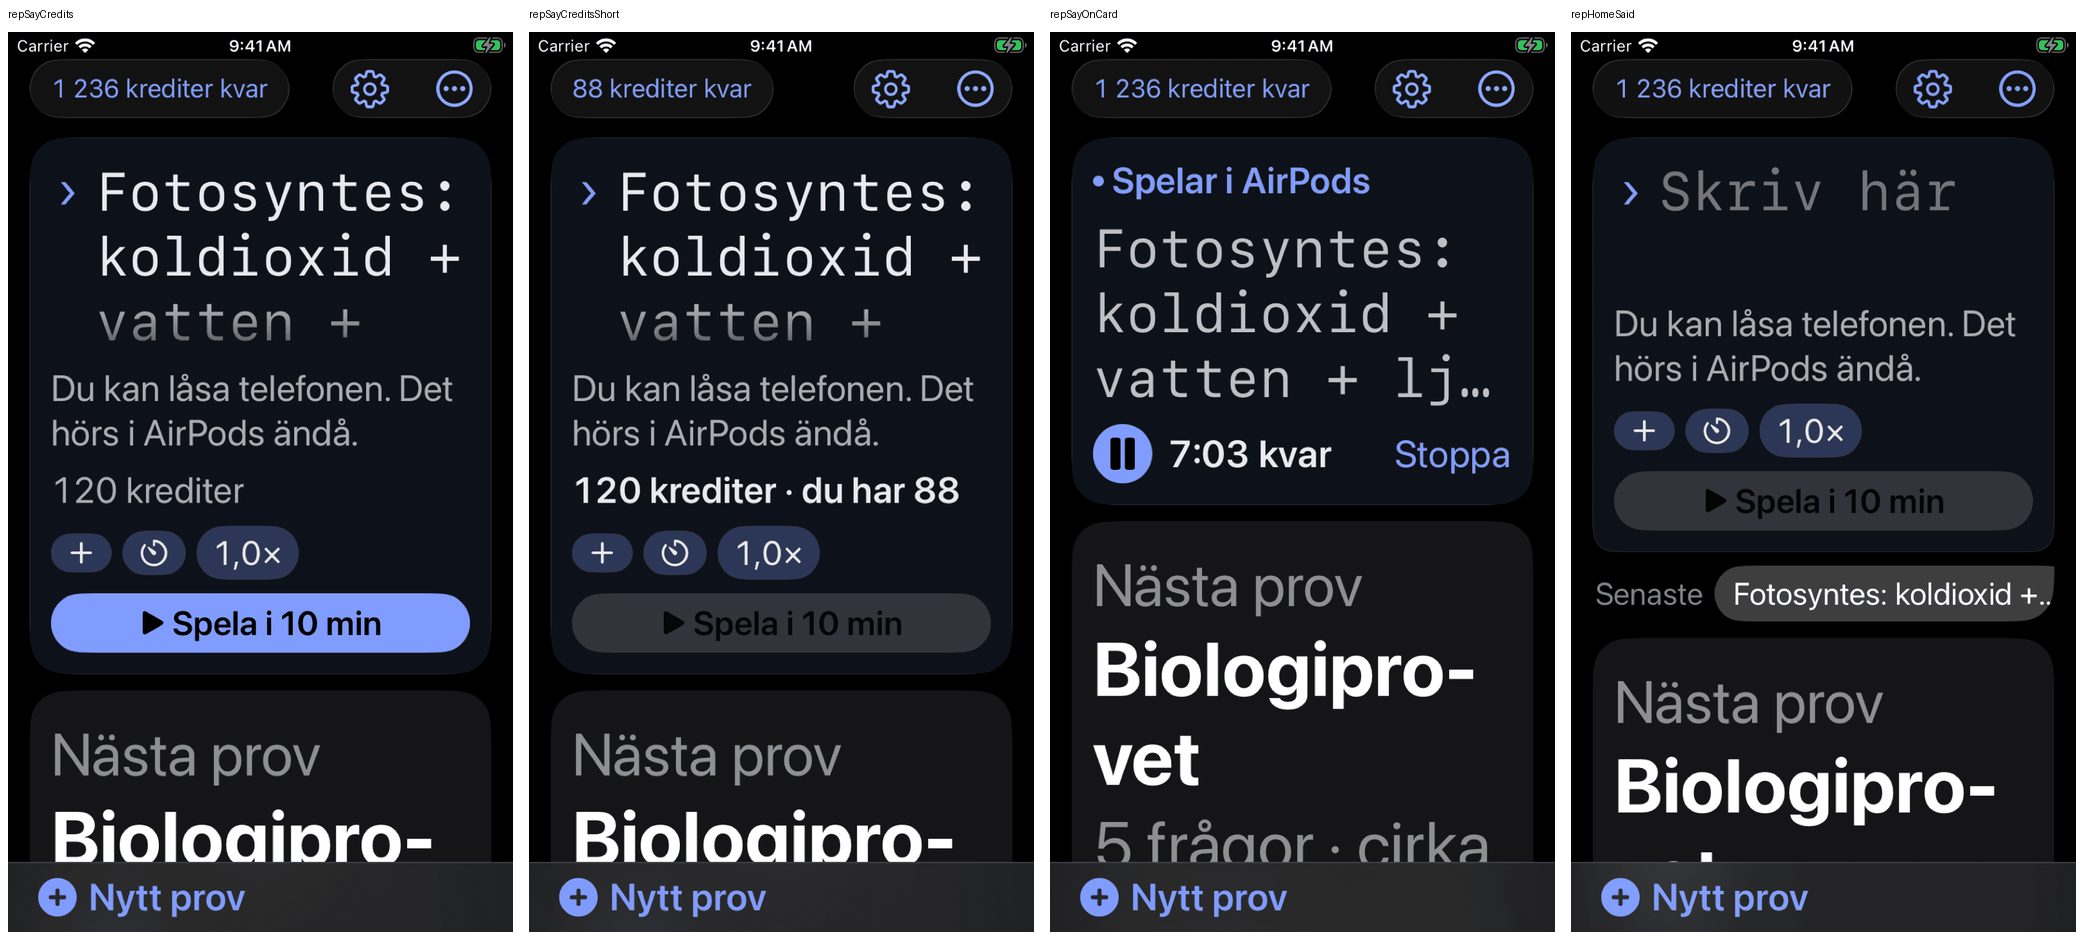 repSayCredits
Carrier 9:41 AM
1 236 krediter kvar
› Fotosyntes:
koldioxid +
vatten +
Du kan låsa telefonen. Det
hörs i AirPods ändå.
120 krediter
+ 1,0×
Spela i 10 min
Nästa prov
Biologipro-
Nytt prov
repSayCreditsShort
Carrier 9:41 AM
88 krediter kvar
› Fotosyntes:
koldioxid +
vatten +
Du kan låsa telefonen. Det
hörs i AirPods ändå.
120 krediter · du har 88
+ 1,0×
Spela i 10 min
Nästa prov
Biologipro-
Nytt prov
repSayOnCard
Carrier 9:41 AM
1 236 krediter kvar
• Spelar i AirPods
Fotosyntes:
koldioxid +
vatten + lj…
7:03 kvar Stoppa
Nästa prov
Biologipro-
vet
5 frågor · cirka
Nytt prov
repHomeSaid
Carrier 9:41 AM
1 236 krediter kvar
› Skriv här
Du kan låsa telefonen. Det
hörs i AirPods ändå.
+ 1,0×
Spela i 10 min
Senaste Fotosyntes: koldioxid +..
Nästa prov
Biologipro-
Nytt prov